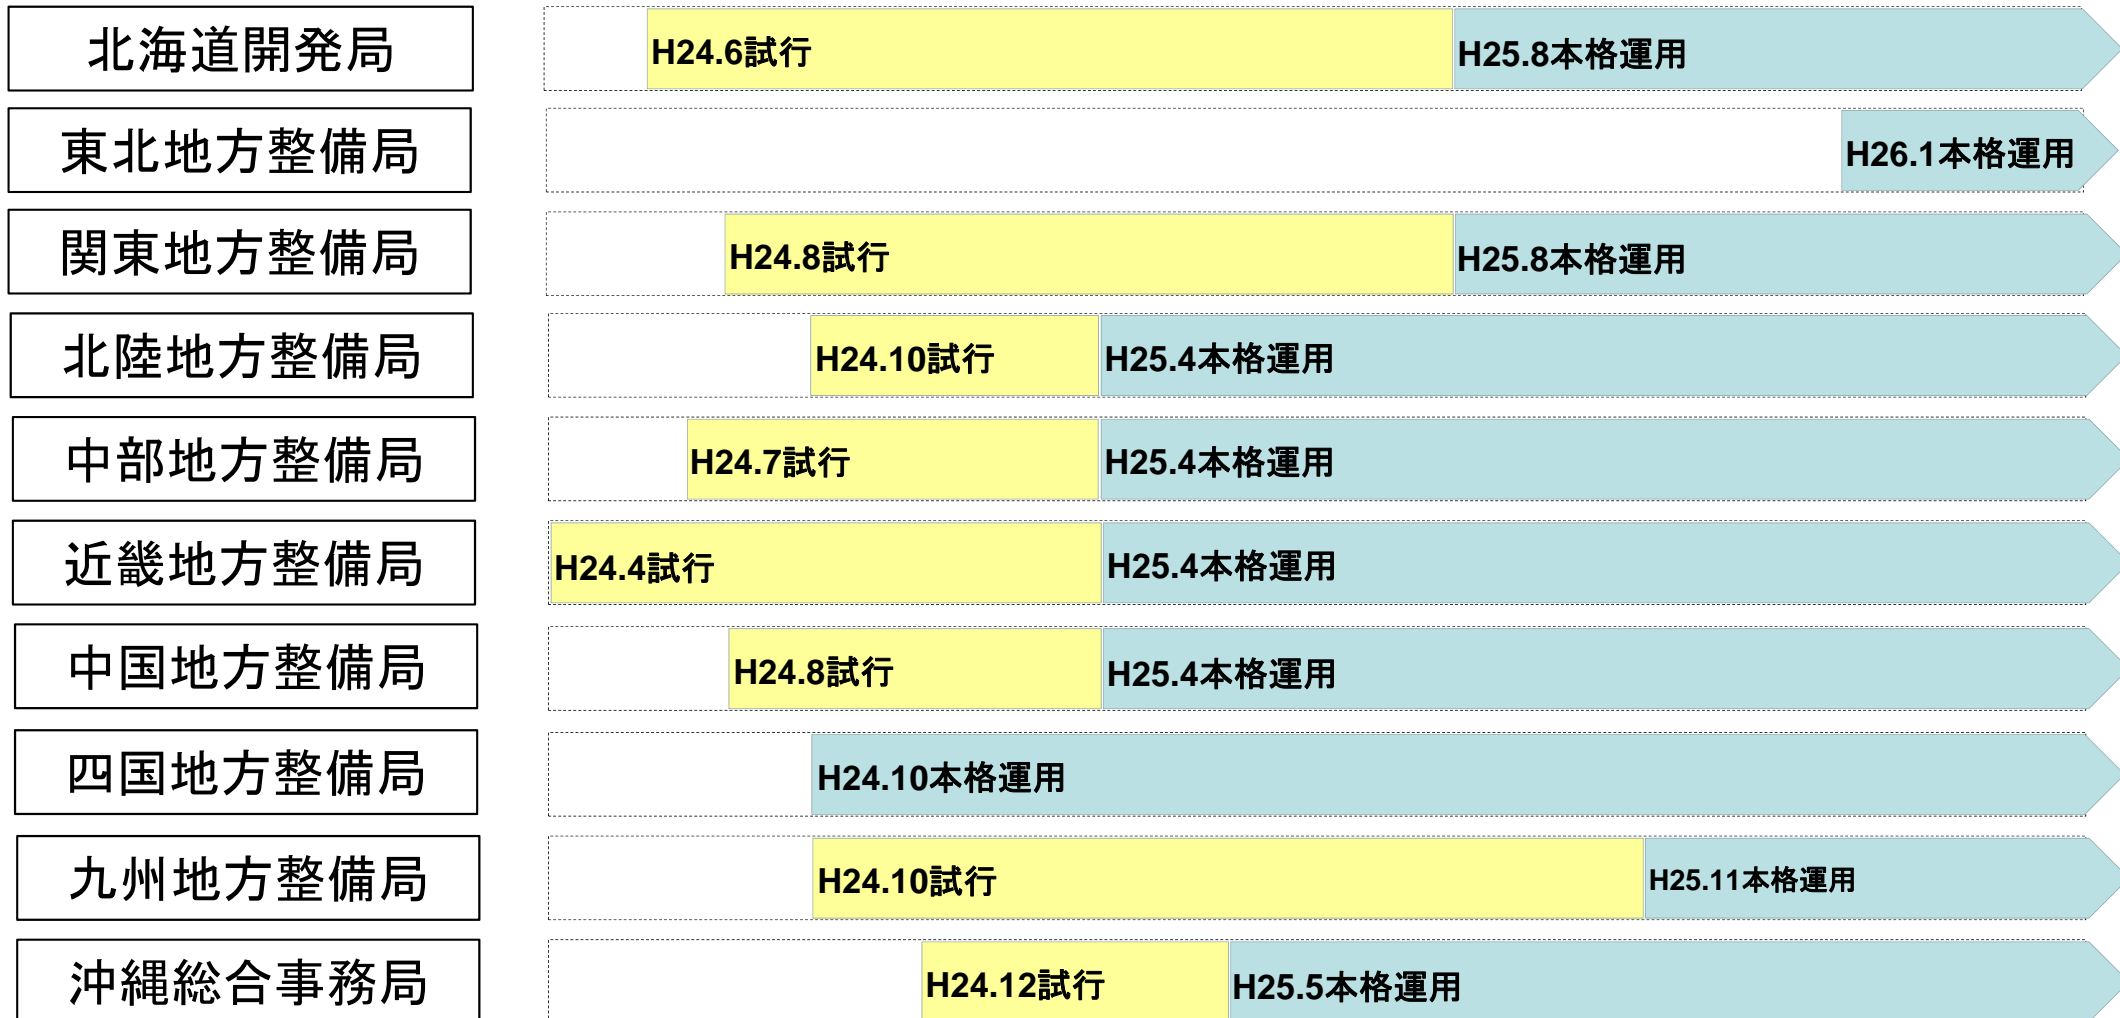 北海道開発局 H24.6試行 H25.8本格運用
東北地方整備局 H26.1本格運用
関東地方整備局 H24.8試行 H25.8本格運用
北陸地方整備局 H24.10試行 H25.4本格運用
中部地方整備局 H24.7試行 H25.4本格運用
近畿地方整備局 H24.4試行 H25.4本格運用
中国地方整備局 H24.8試行 H25.4本格運用
四国地方整備局 H24.10本格運用
九州地方整備局 H24.10試行 H25.11本格運用
沖縄総合事務局 H24.12試行 H25.5本格運用